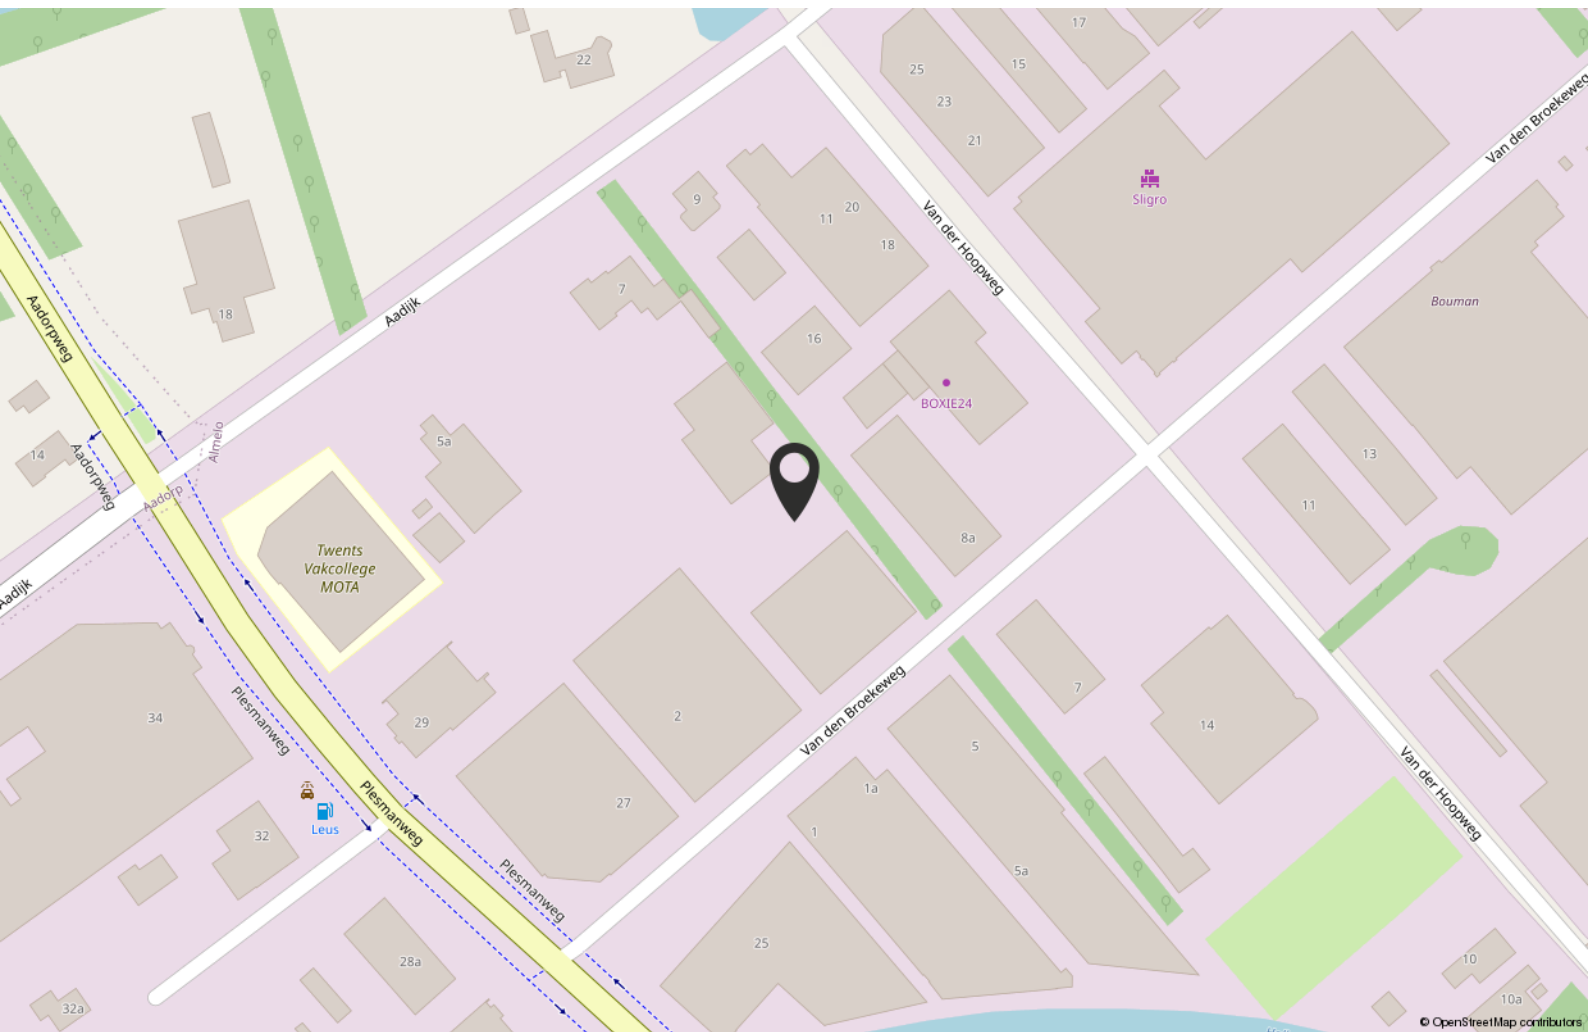 17
22
15
25
23
21
Van den Broekeweg
Sligro
9
20
11
18
Van der Hoopweg
7
Bouman
Aadijk
18
Aadorpweg
16
BOXIE24
5a
Almelo
14
13
Aadorpweg
Aadorp
11
8a
Twents
Vakcollege
MOTA
Aadijk
7
Van den Broekeweg
34
Plesmanweg
29
2
14
5
Van der Hoopweg
1a
27
Plesmanweg
Leus
32
1
5a
Plesmanweg
25
28a
10
10a
32a
© OpenStreetMap contributors